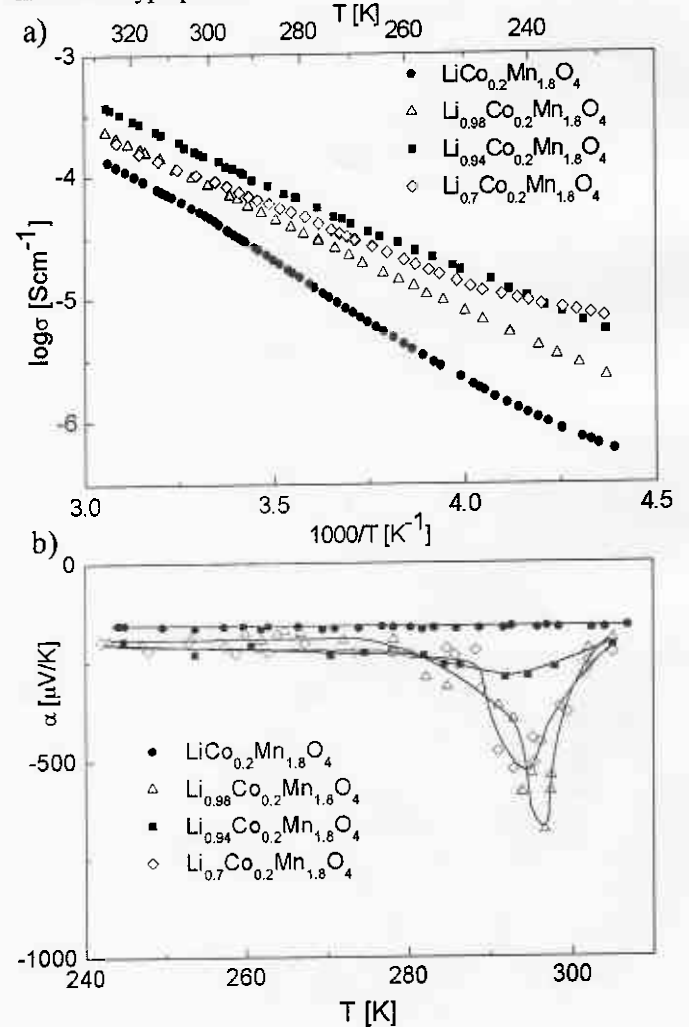 T [K]
a)
320 300 280 260 240
-3
-4
-5
-6
logσ [Scm⁻¹]
LiCo₀.₂Mn₁.₈O₄
Li₀.₉₈Co₀.₂Mn₁.₈O₄
Li₀.₉₄Co₀.₂Mn₁.₈O₄
Li₀.₇Co₀.₂Mn₁.₈O₄
3.0 3.5 4.0 4.5
1000/T [K⁻¹]
b)
0
-500
-1000
α [μV/K]
LiCo₀.₂Mn₁.₈O₄
Li₀.₉₈Co₀.₂Mn₁.₈O₄
Li₀.₉₄Co₀.₂Mn₁.₈O₄
Li₀.₇Co₀.₂Mn₁.₈O₄
240 260 280 300
T [K]